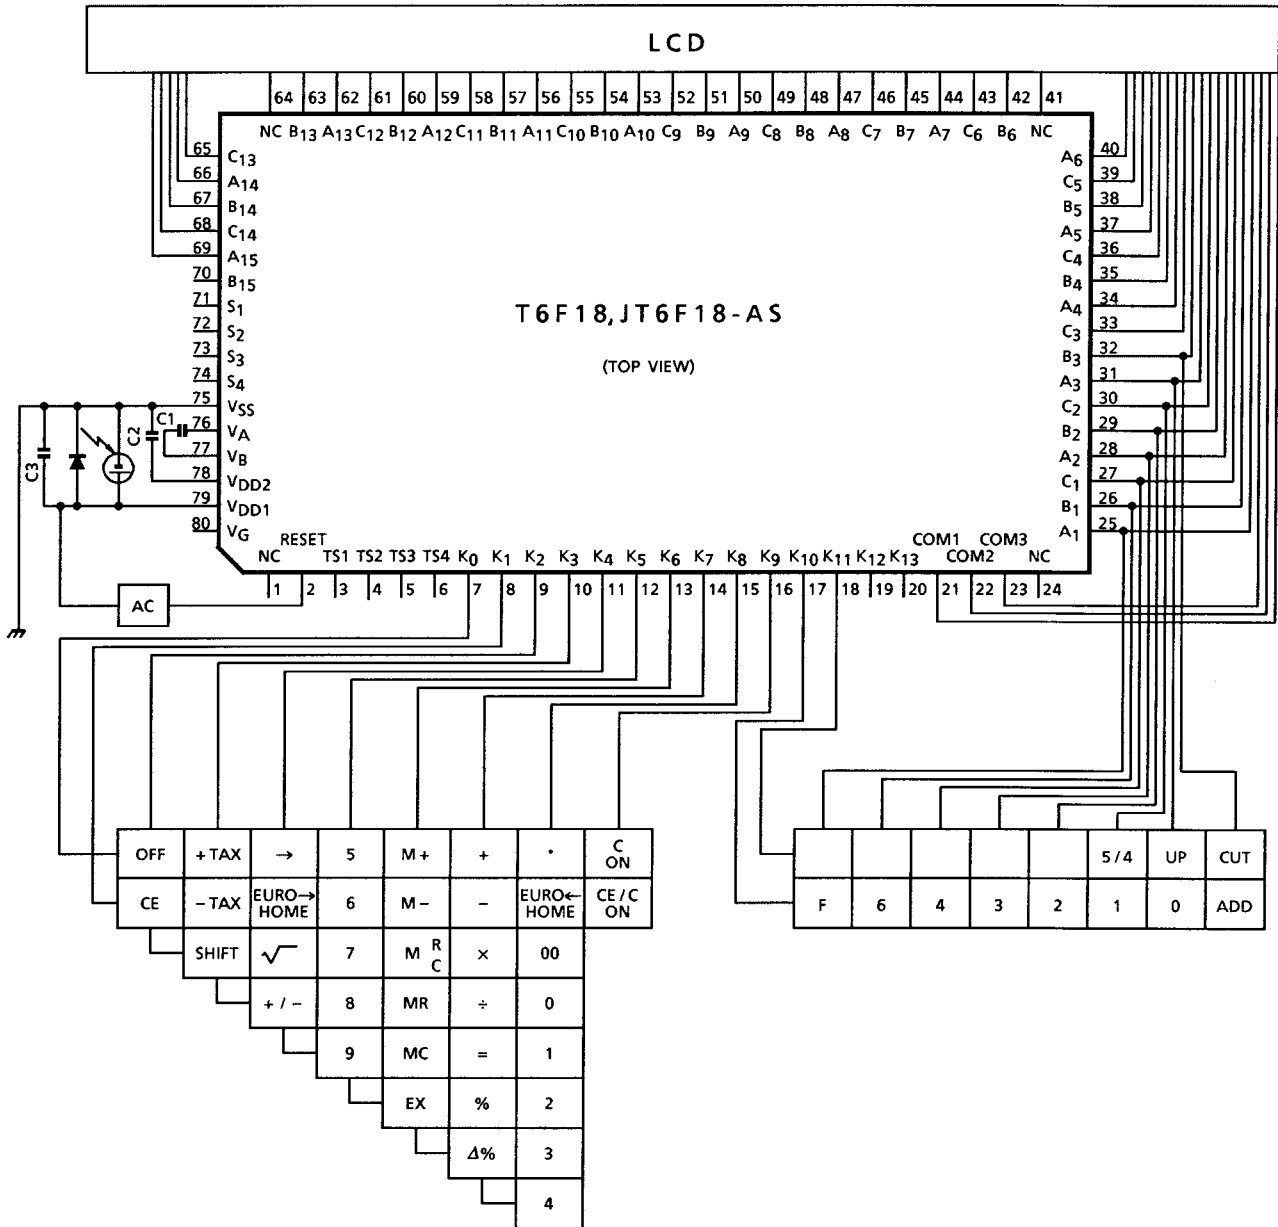 LCD
64 63 62 61 60 59 58 57 56 55 54 53 52 51 50 49 48 47 46 45 44 43 42 41
NC B13 A13 C12 B12 A12 C11 B11 A11 C10 B10 A10 C9 B9 A9 C8 B8 A8 C7 B7 A7 C6 B6 NC
65 C13 A6 40
66 A14 C5 39
67 B14 B5 38
68 C14 A5 37
69 A15 C4 36
70 B15 B4 35
71 S1 A4 34
72 S2 C3 33
73 S3 B3 32
74 S4 A3 31
75 VSS C2 30
76 VA B2 29
77 VB A2 28
78 VDD2 C1 27
79 VDD1 B1 26
80 VG A1 25
T6F18, JT6F18-AS
(TOP VIEW)
C1
C2
C3
NC RESET TS1 TS2 TS3 TS4 K0 K1 K2 K3 K4 K5 K6 K7 K8 K9 K10 K11 K12 K13 COM1 COM2 COM3 NC
1 2 3 4 5 6 7 8 9 10 11 12 13 14 15 16 17 18 19 20 21 22 23 24
AC
OFF +TAX → 5 M+ + · C ON
CE -TAX EURO→ HOME 6 M- - EURO← HOME CE/C ON
SHIFT √ 7 M R C × 00
+/- 8 MR ÷ 0
9 MC = 1
EX % 2
Δ% 3
4
5/4 UP CUT
F 6 4 3 2 1 0 ADD